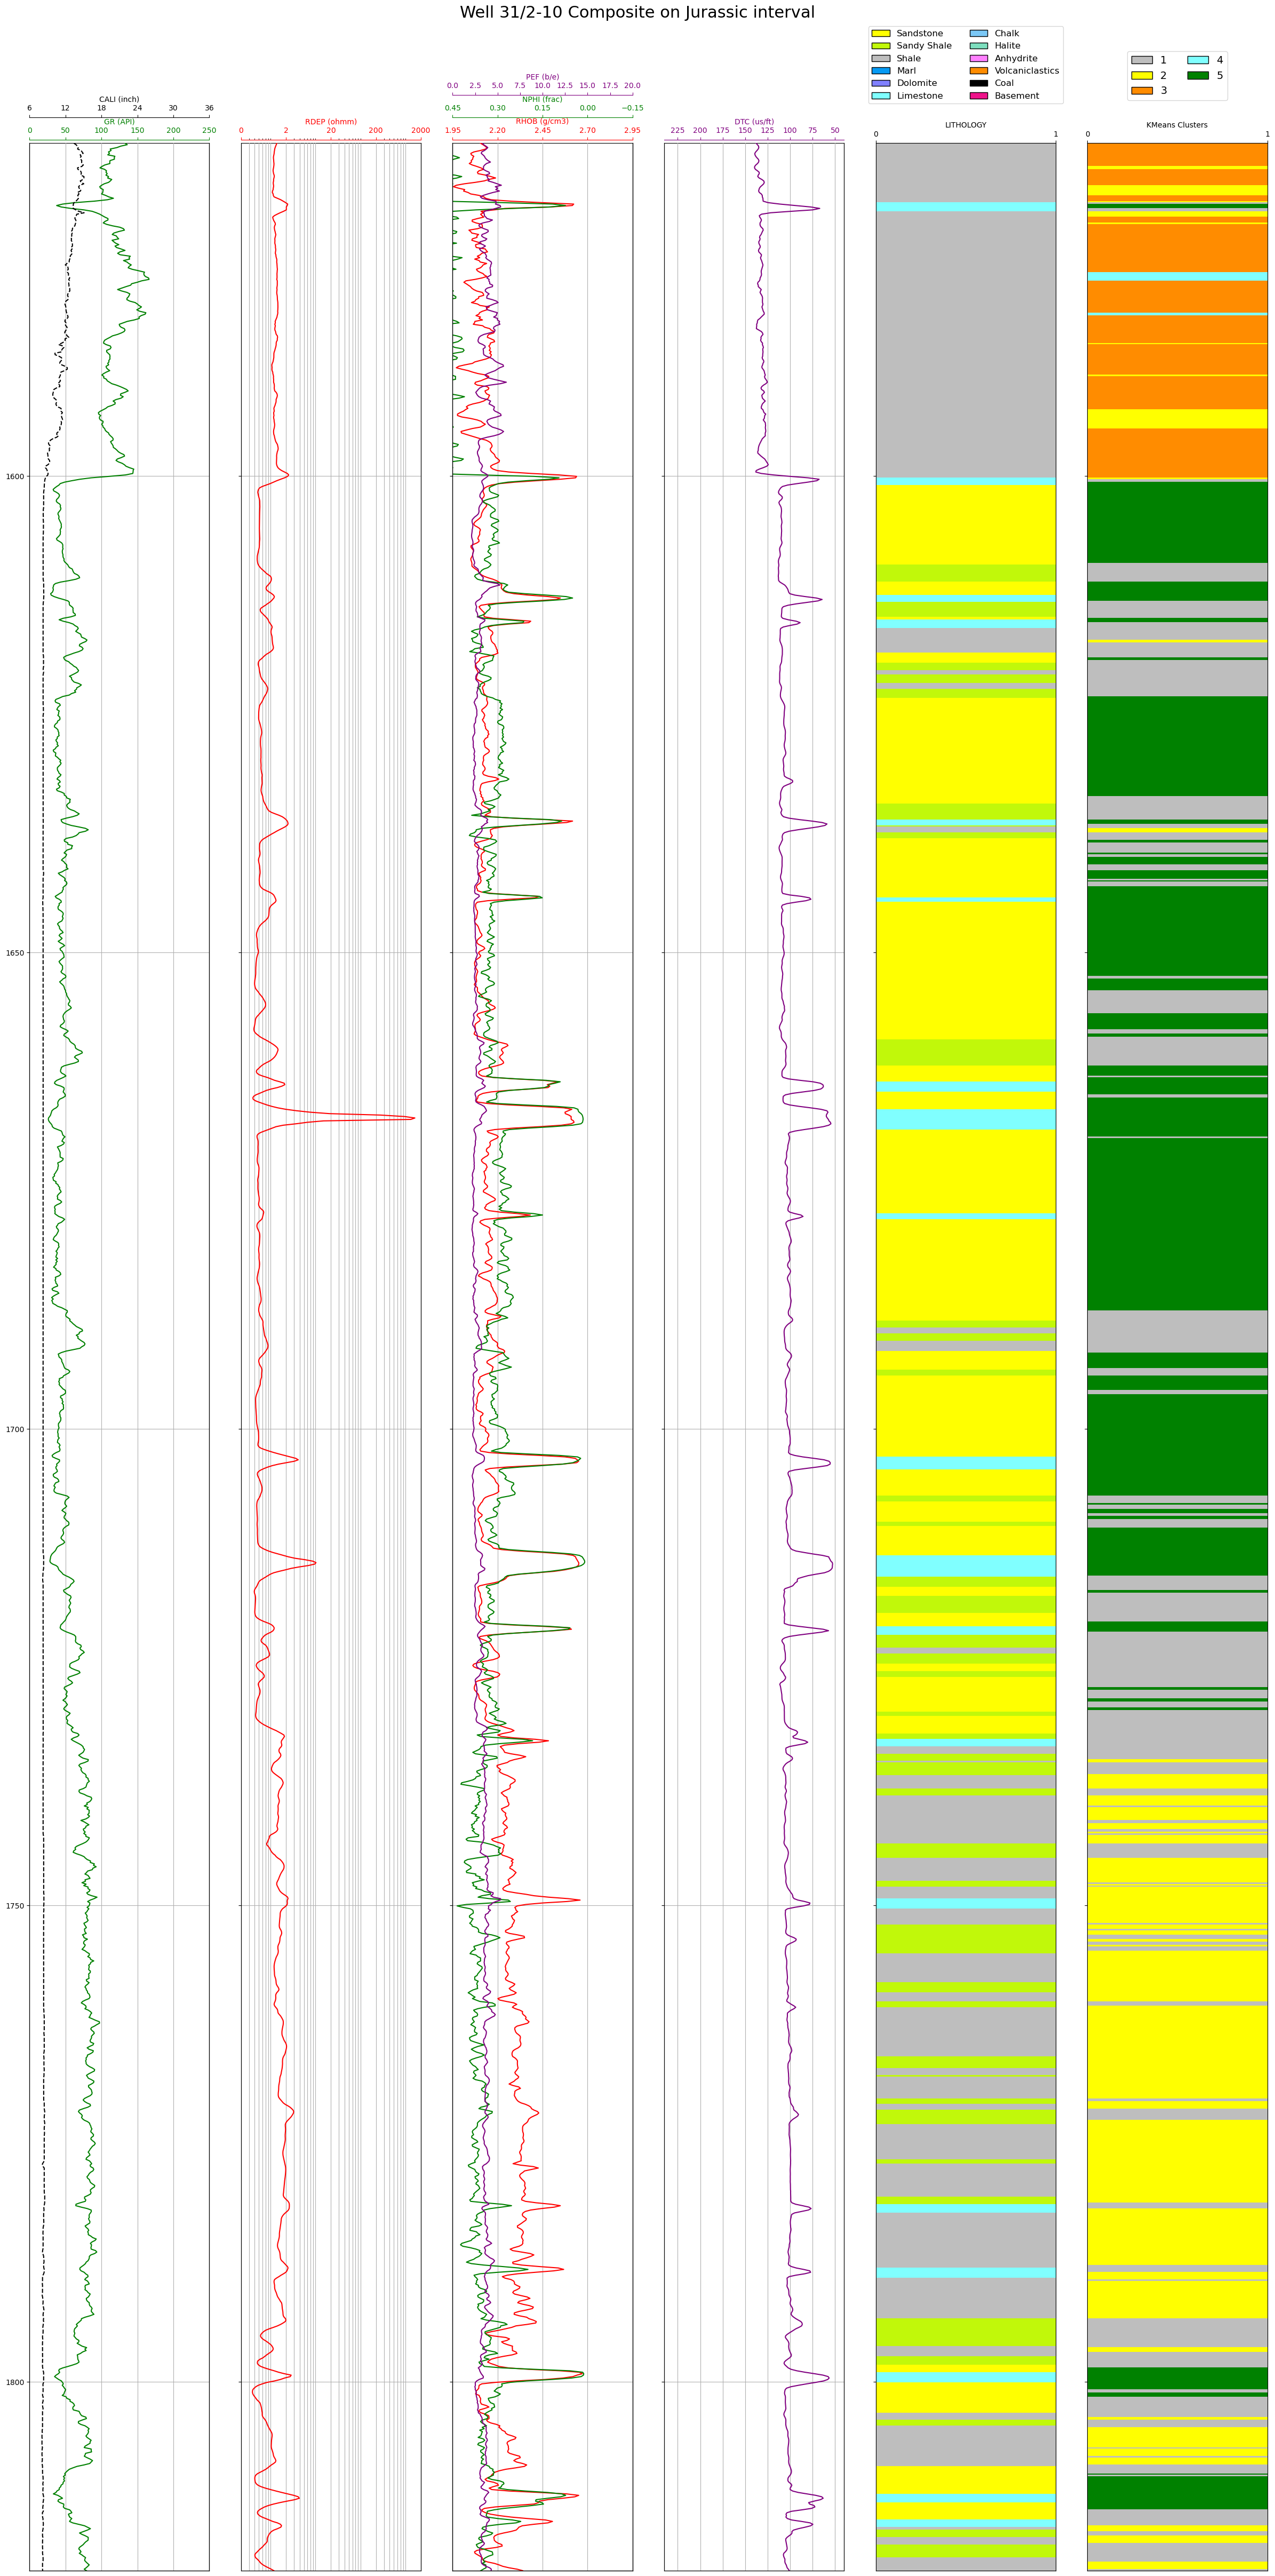 Well 31/2-10 Composite on Jurassic interval
Sandstone Chalk
Sandy Shale Halite
Shale Anhydrite
Marl Volcaniclastics
Dolomite Coal
Limestone Basement
1 4
2 5
3
PEF (b/e)
0.0 2.5 5.0 7.5 10.0 12.5 15.0 17.5 20.0
CALI (inch)
6 12 18 24 30 36
NPHI (frac)
0.45 0.30 0.15 0.00 −0.15
GR (API)
0 50 100 150 200 250
RDEP (ohmm)
0 2 20 200 2000
RHOB (g/cm3)
1.95 2.20 2.45 2.70 2.95
DTC (us/ft)
225 200 175 150 125 100 75 50
LITHOLOGY
0 1
KMeans Clusters
0 1
1600
1650
1700
1750
1800